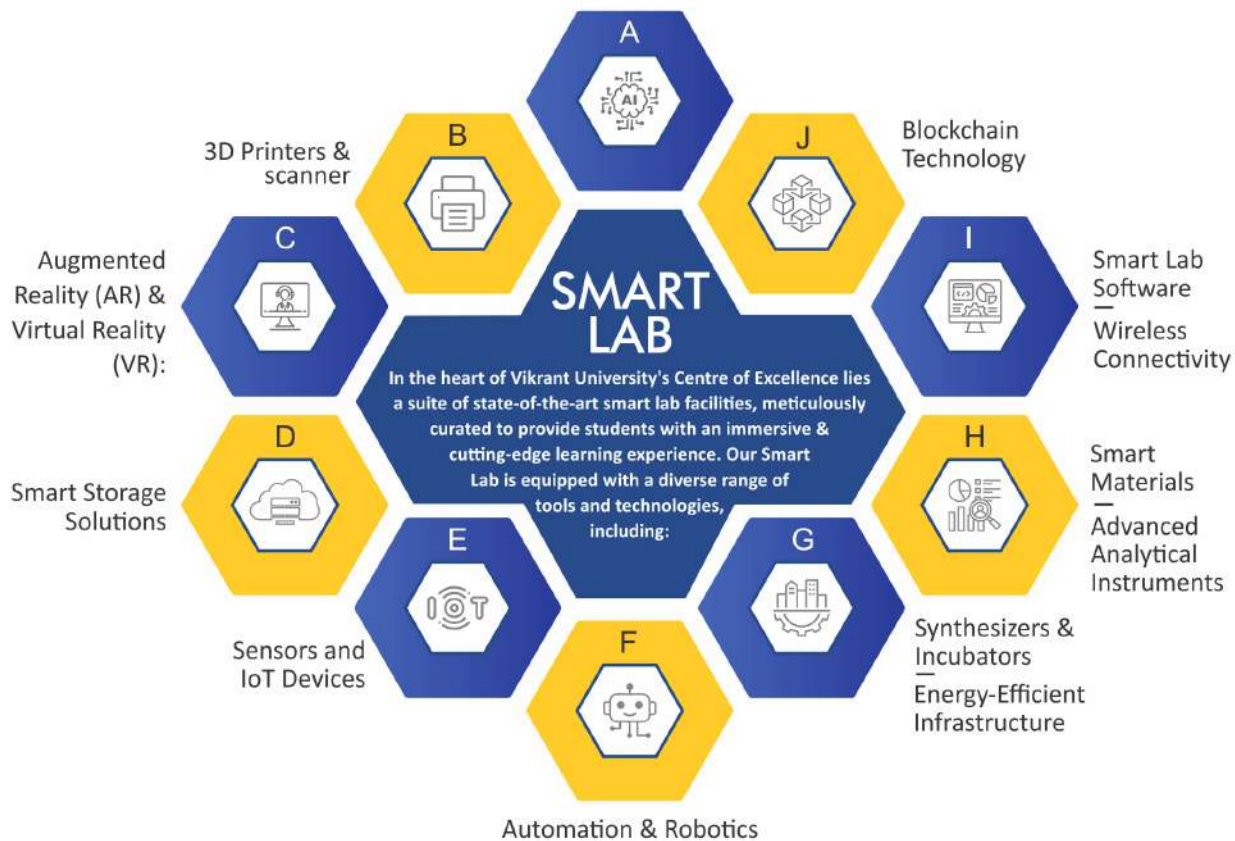 A
AI
B
3D Printers &
scanner
J
Blockchain
Technology
C
Augmented
Reality (AR) &
Virtual Reality
(VR):
I
Smart Lab
Software
Wireless
Connectivity
SMART
LAB
In the heart of Vikrant University's Centre of Excellence lies
a suite of state-of-the-art smart lab facilities, meticulously
curated to provide students with an immersive &
cutting-edge learning experience. Our Smart
Lab is equipped with a diverse range of
tools and technologies,
including:
D
Smart Storage
Solutions
H
Smart
Materials
Advanced
Analytical
Instruments
E
IOT
Sensors and
IoT Devices
G
Synthesizers &
Incubators
Energy-Efficient
Infrastructure
F
Automation & Robotics